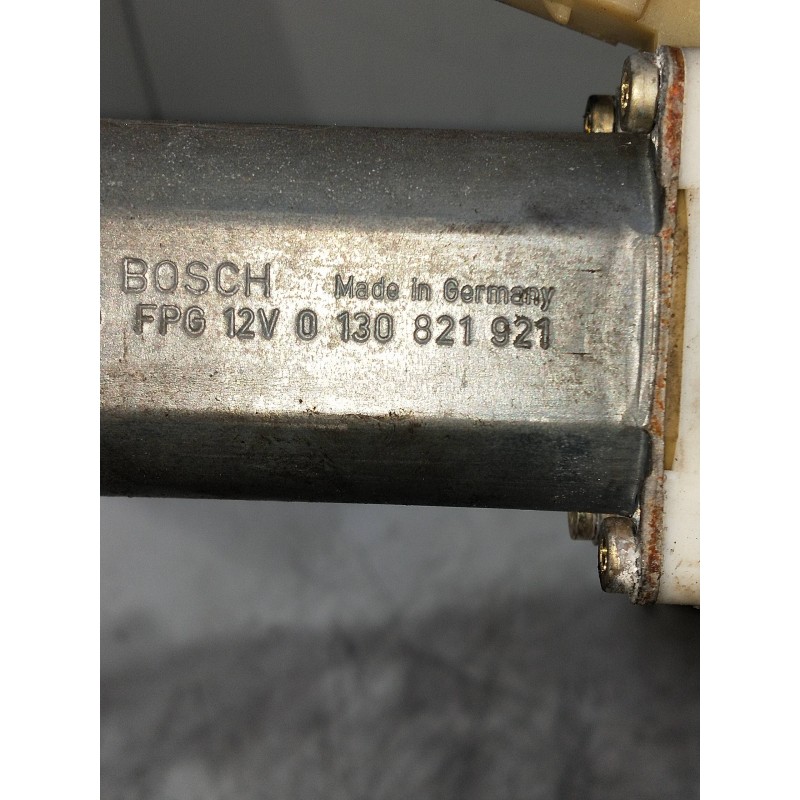 BOSCH Made in Germany
FPG 12V 0 130 821 921